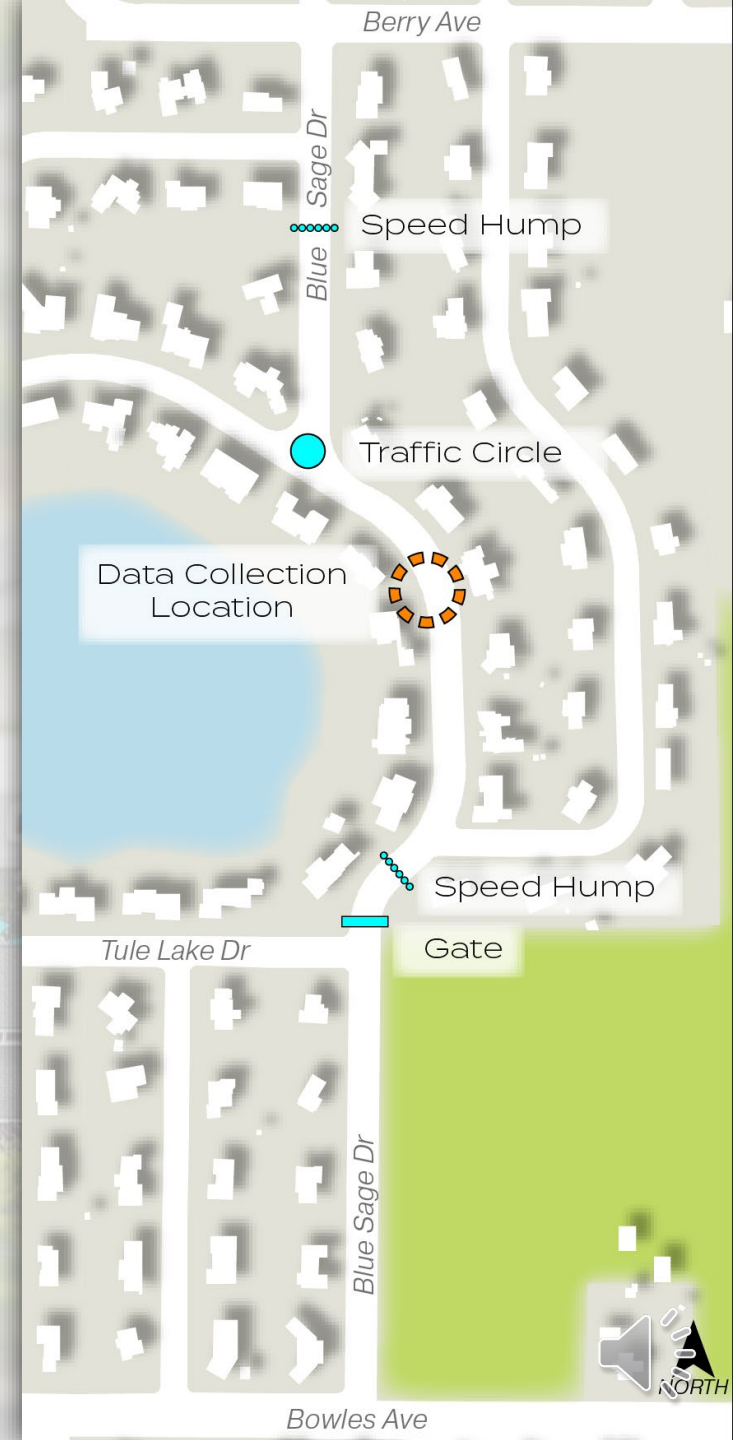 Berry Ave
Blue Sage Dr
Speed Hump
Traffic Circle
Data Collection
Location
Speed Hump
Gate
Tule Lake Dr
Blue Sage Dr
Bowles Ave
NORTH